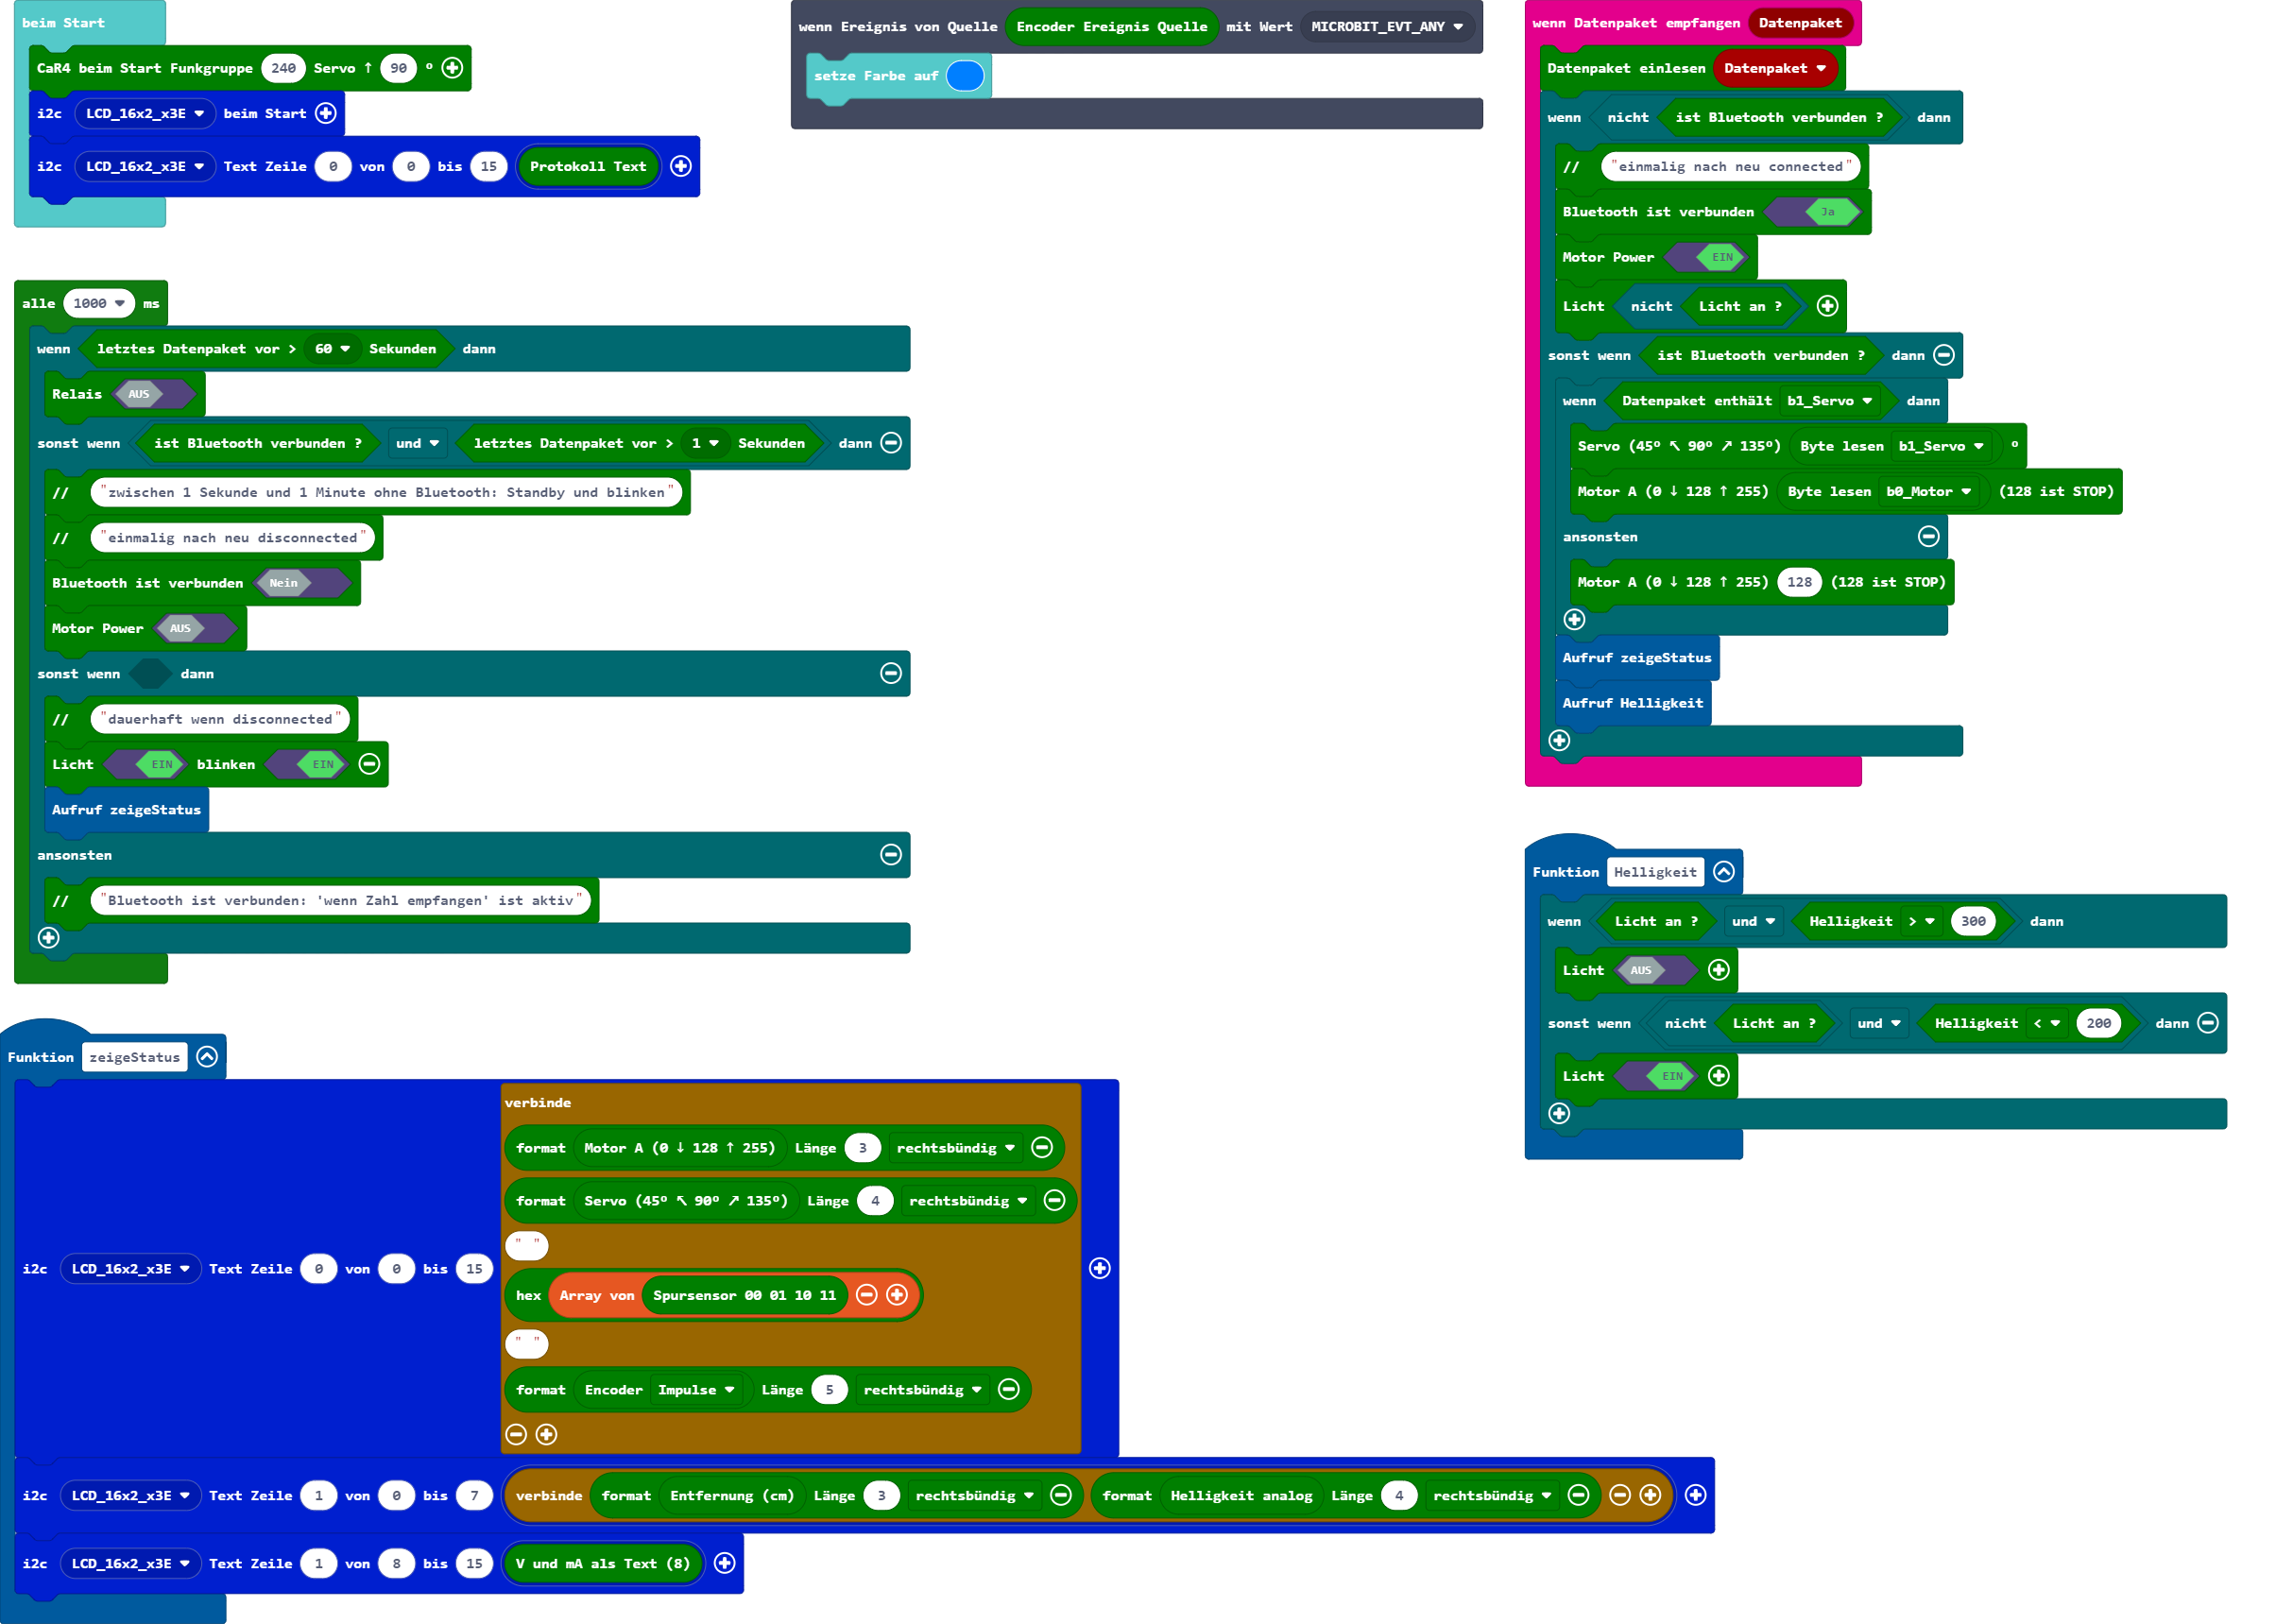 beim Start
CaR4 beim Start Funkgruppe 240 Servo ↑ 90 °
i2c LCD_16x2_x3E beim Start
i2c LCD_16x2_x3E Text Zeile 0 von 0 bis 15 Protokoll Text
wenn Ereignis von Quelle Encoder Ereignis Quelle mit Wert MICROBIT_EVT_ANY
setze Farbe auf
wenn Datenpaket empfangen Datenpaket
Datenpaket einlesen Datenpaket
wenn nicht ist Bluetooth verbunden ? dann
// "einmalig nach neu connected"
Bluetooth ist verbunden Ja
Motor Power EIN
Licht nicht Licht an ?
sonst wenn ist Bluetooth verbunden ? dann
wenn Datenpaket enthält b1_Servo dann
Servo (45° ↖ 90° ↗ 135°) Byte lesen b1_Servo °
Motor A (0 ↓ 128 ↑ 255) Byte lesen b0_Motor (128 ist STOP)
ansonsten
Motor A (0 ↓ 128 ↑ 255) 128 (128 ist STOP)
Aufruf zeigeStatus
Aufruf Helligkeit
alle 1000 ms
wenn letztes Datenpaket vor > 60 Sekunden dann
Relais AUS
sonst wenn ist Bluetooth verbunden ? und letztes Datenpaket vor > 1 Sekunden dann
// "zwischen 1 Sekunde und 1 Minute ohne Bluetooth: Standby und blinken"
// "einmalig nach neu disconnected"
Bluetooth ist verbunden Nein
Motor Power AUS
sonst wenn dann
// "dauerhaft wenn disconnected"
Licht EIN blinken EIN
Aufruf zeigeStatus
ansonsten
// "Bluetooth ist verbunden: 'wenn Zahl empfangen' ist aktiv"
Funktion Helligkeit
wenn Licht an ? und Helligkeit > 300 dann
Licht AUS
sonst wenn nicht Licht an ? und Helligkeit < 200 dann
Licht EIN
Funktion zeigeStatus
i2c LCD_16x2_x3E Text Zeile 0 von 0 bis 15
verbinde
format Motor A (0 ↓ 128 ↑ 255) Länge 3 rechtsbündig
format Servo (45° ↖ 90° ↗ 135°) Länge 4 rechtsbündig
" "
hex Array von Spursensor 00 01 10 11
" "
format Encoder Impulse Länge 5 rechtsbündig
i2c LCD_16x2_x3E Text Zeile 1 von 0 bis 7 verbinde format Entfernung (cm) Länge 3 rechtsbündig format Helligkeit analog Länge 4 rechtsbündig
i2c LCD_16x2_x3E Text Zeile 1 von 8 bis 15 V und mA als Text (8)